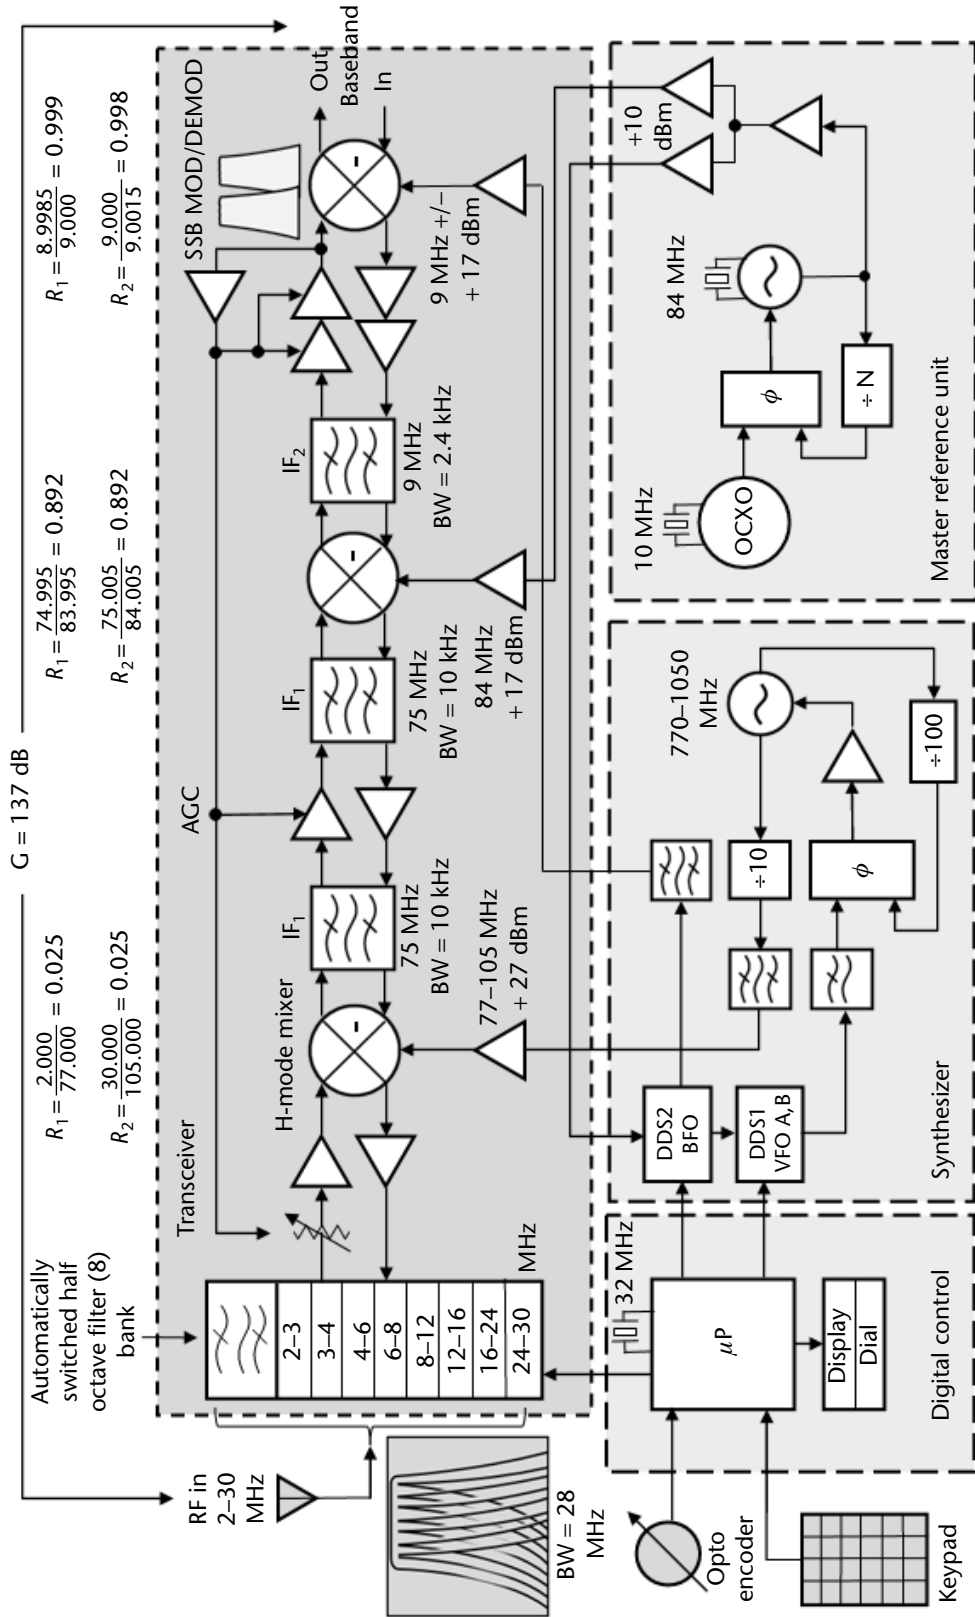 G = 137 dB
R1 = 2.000 / 77.000 = 0.025
R2 = 30.000 / 105.000 = 0.025
R1 = 74.995 / 83.995 = 0.892
R2 = 75.005 / 84.005 = 0.892
R1 = 8.9985 / 9.000 = 0.999
R2 = 9.000 / 9.0015 = 0.998
Automatically
switched half
octave filter (8)
bank
Transceiver
AGC
SSB MOD/DEMOD
H-mode mixer
IF1
IF1
IF2
Out
Baseband
In
-
-
-
75 MHz
BW = 10 kHz
75 MHz
BW = 10 kHz
9 MHz
BW = 2.4 kHz
77–105 MHz
+ 27 dBm
84 MHz
+ 17 dBm
9 MHz +/–
+ 17 dBm
RF in
2–30
MHz
2–3
3–4
4–6
6–8
8–12
12–16
16–24
24–30
MHz
BW = 28
MHz
Opto
encoder
Keypad
32 MHz
μP
Display
Dial
Digital control
DDS2
BFO
DDS1
VFO A,B
770–1050
MHz
÷10
ϕ
÷100
Synthesizer
10 MHz
OCXO
ϕ
84 MHz
÷ N
+10
dBm
Master reference unit